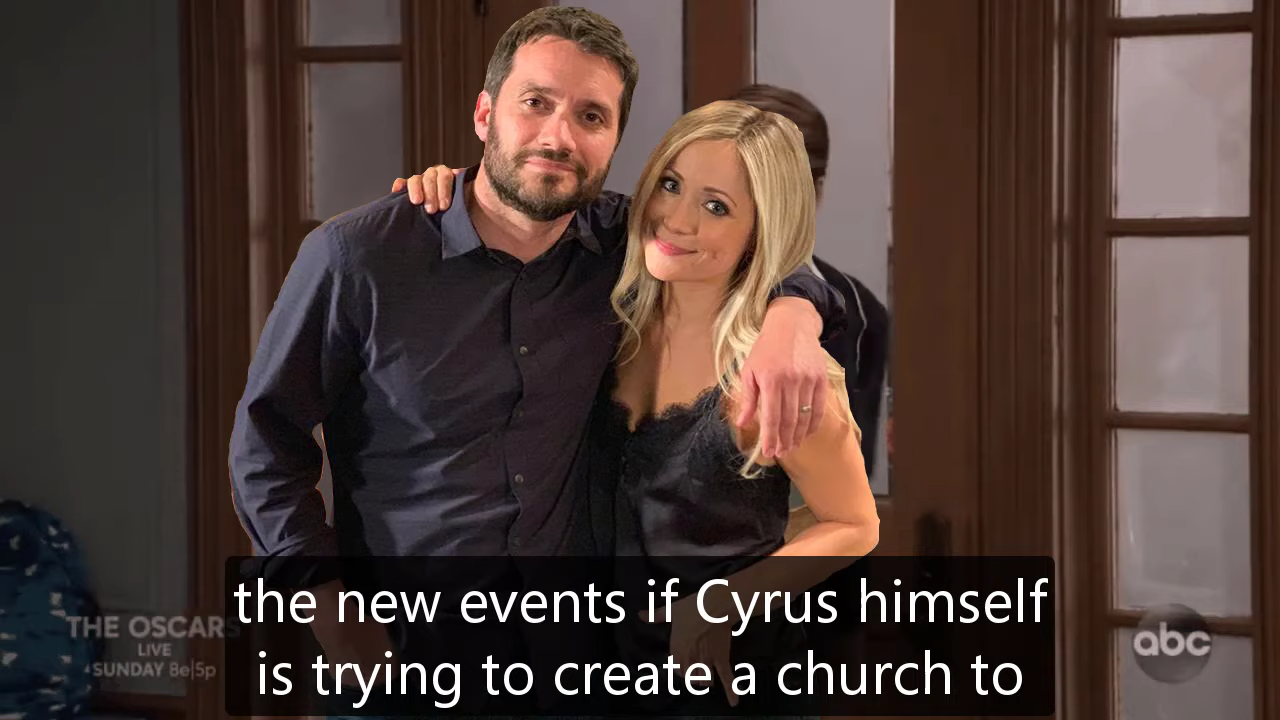 the new events if Cyrus himself
is trying to create a church to
THE OSCARS
LIVE
SUNDAY 8e|5p
abc